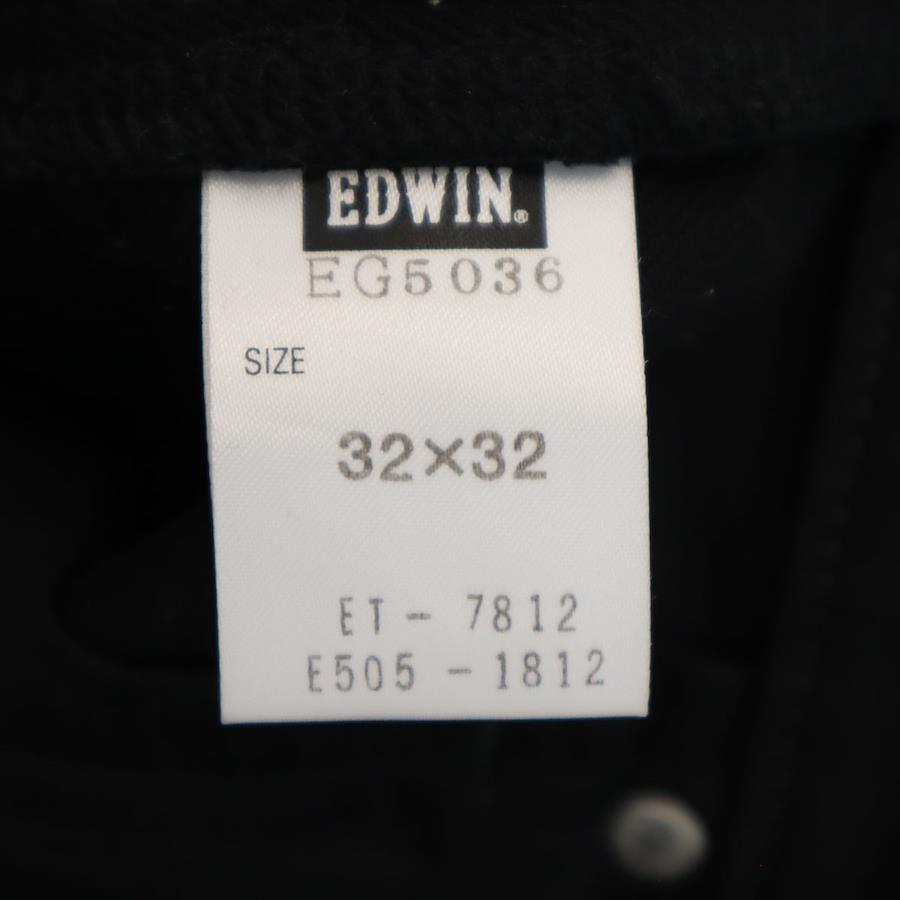 EDWIN®
EG5036
SIZE
32×32
ET- 7812
E505 -1812